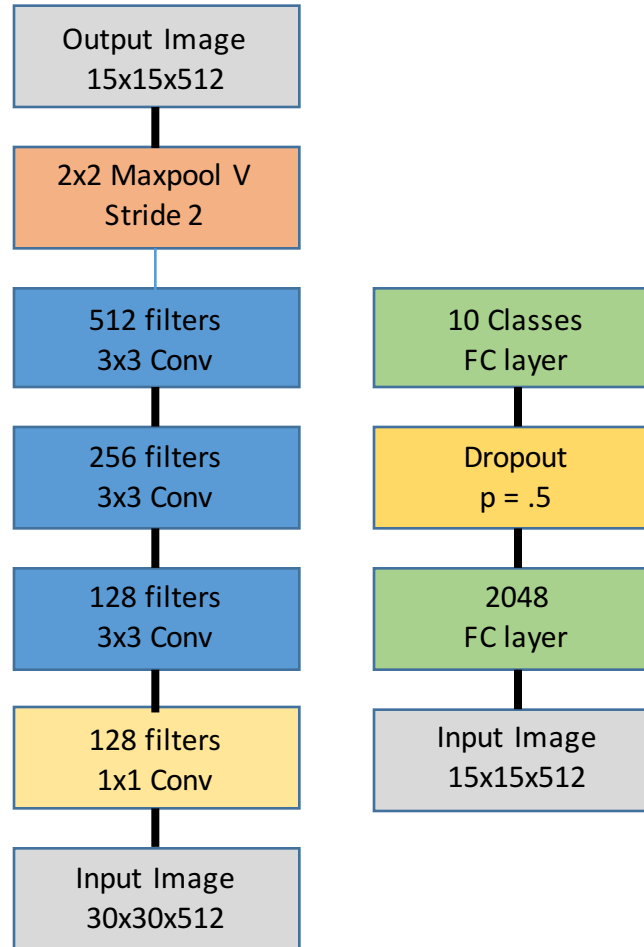 Output Image
15x15x512
2x2 Maxpool V
Stride 2
512 filters
3x3 Conv
256 filters
3x3 Conv
128 filters
3x3 Conv
128 filters
1x1 Conv
Input Image
30x30x512
10 Classes
FC layer
Dropout
p = .5
2048
FC layer
Input Image
15x15x512